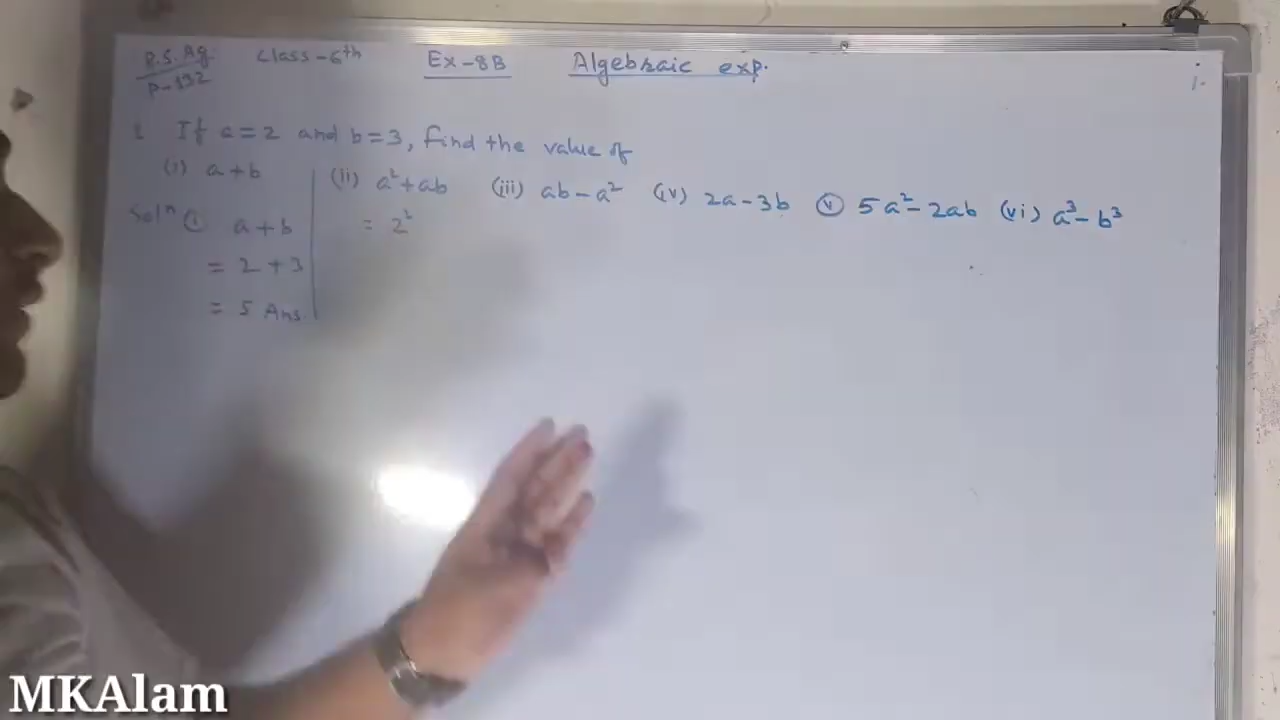 R.S. Ag. Class-6th Ex-8B Algebraic exp.
P-132
1. If a=2 and b=3, find the value of
(i) a+b (ii) a²+ab (iii) ab-a² (iv) 2a-3b (v) 5a²-2ab (vi) a³-b³
Solⁿ (i) a+b = 2²
= 2+3
= 5 Ans.
MKAlam